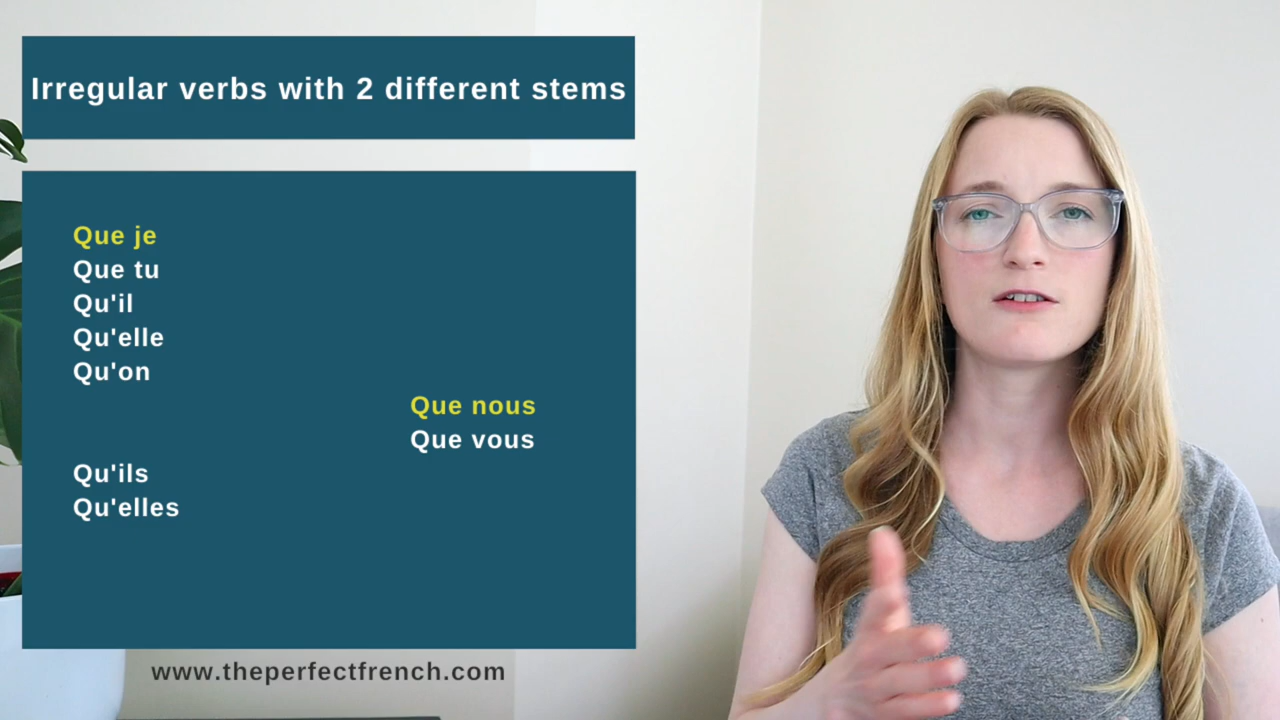 Irregular verbs with 2 different stems
Que je
Que tu
Qu'il
Qu'elle
Qu'on
Que nous
Que vous
Qu'ils
Qu'elles
www.theperfectfrench.com